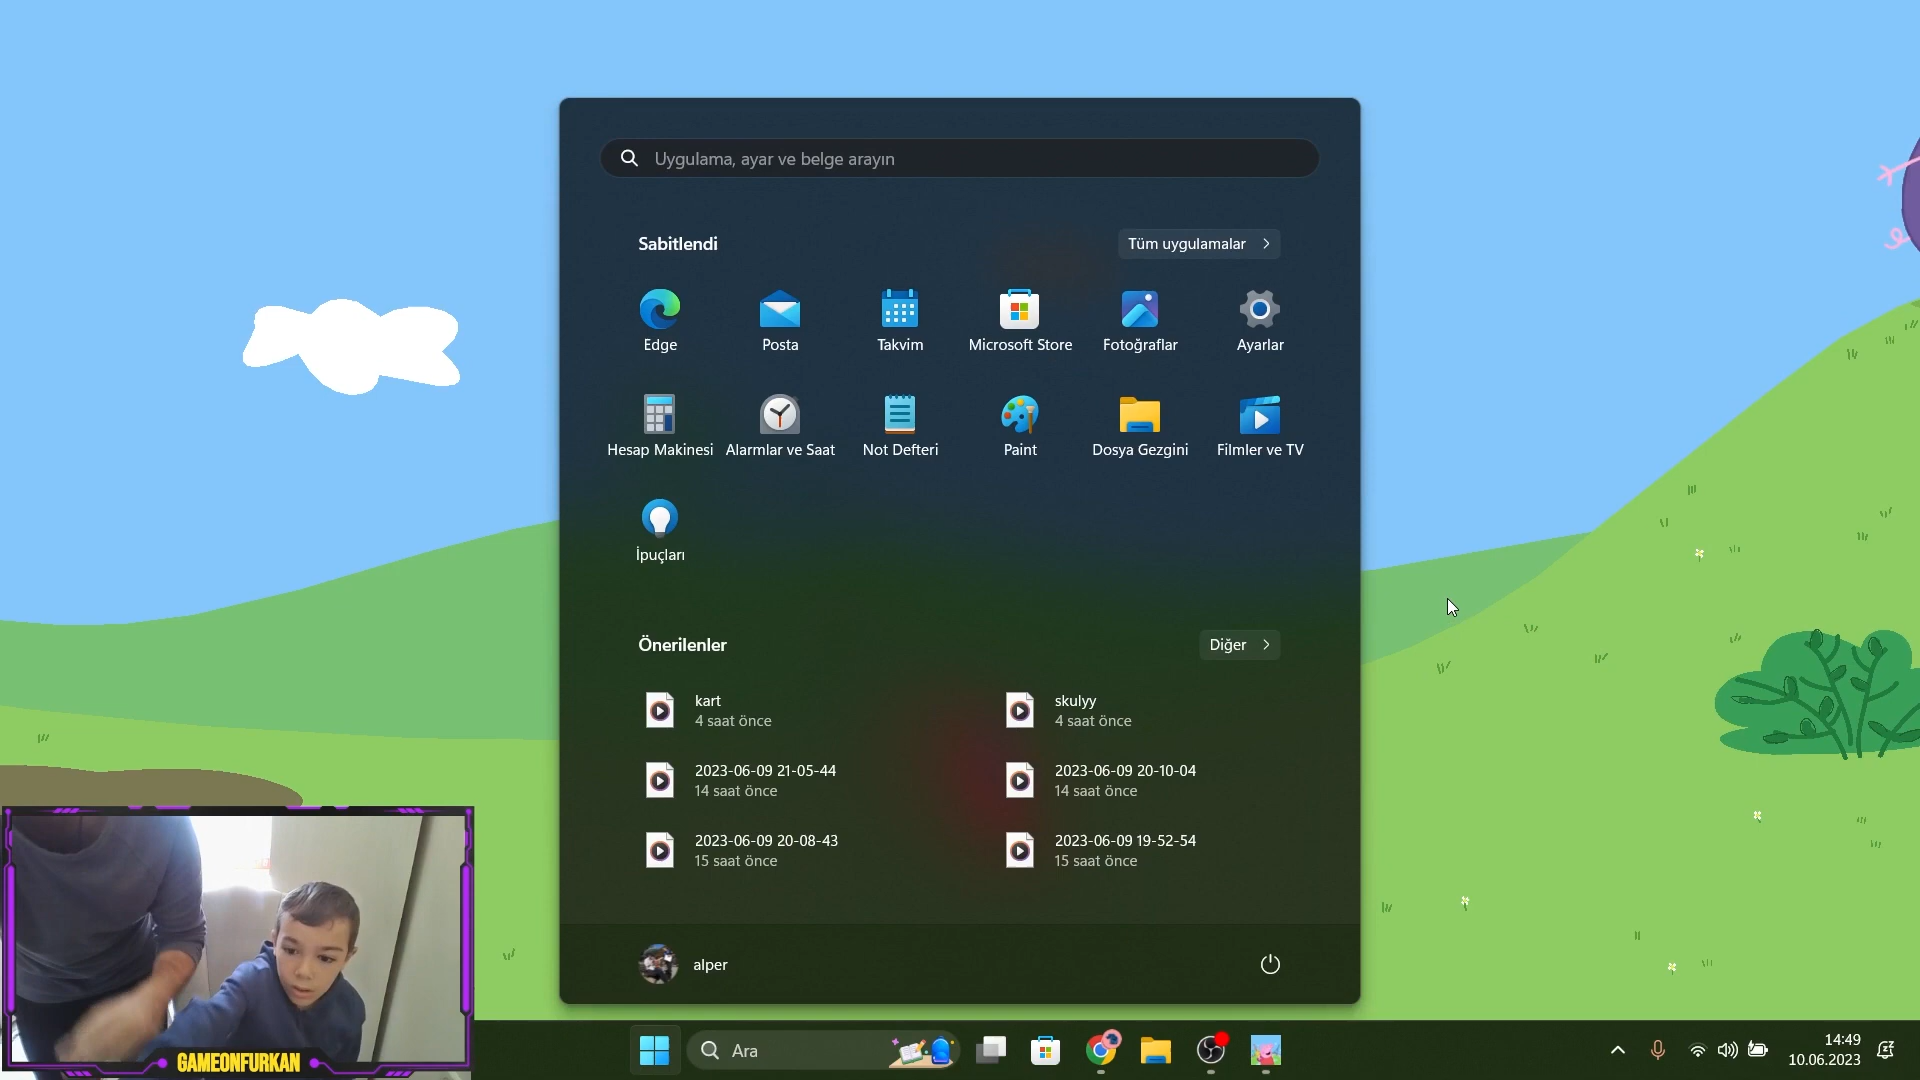 Uygulama, ayar ve belge arayın
Sabitlendi
Tüm uygulamalar
Edge
Posta
Takvim
Microsoft Store
Fotoğraflar
Ayarlar
Hesap Makinesi
Alarmlar ve Saat
Not Defteri
Paint
Dosya Gezgini
Filmler ve TV
İpuçları
Önerilenler
Diğer
kart
4 saat önce
skulyy
4 saat önce
2023-06-09 21-05-44
14 saat önce
2023-06-09 20-10-04
14 saat önce
2023-06-09 20-08-43
15 saat önce
2023-06-09 19-52-54
15 saat önce
alper
GAMEONFURKAN
Ara
14:49
10.06.2023